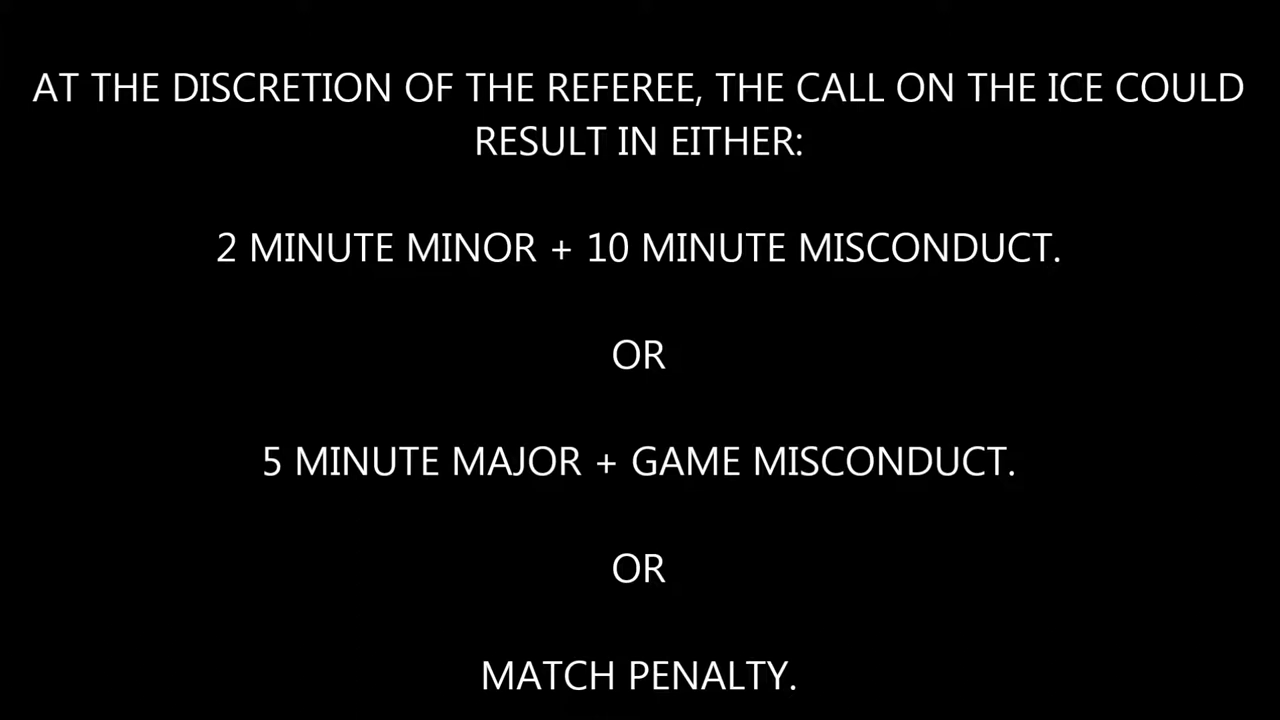 AT THE DISCRETION OF THE REFEREE, THE CALL ON THE ICE COULD
RESULT IN EITHER:
2 MINUTE MINOR + 10 MINUTE MISCONDUCT.
OR
5 MINUTE MAJOR + GAME MISCONDUCT.
OR
MATCH PENALTY.